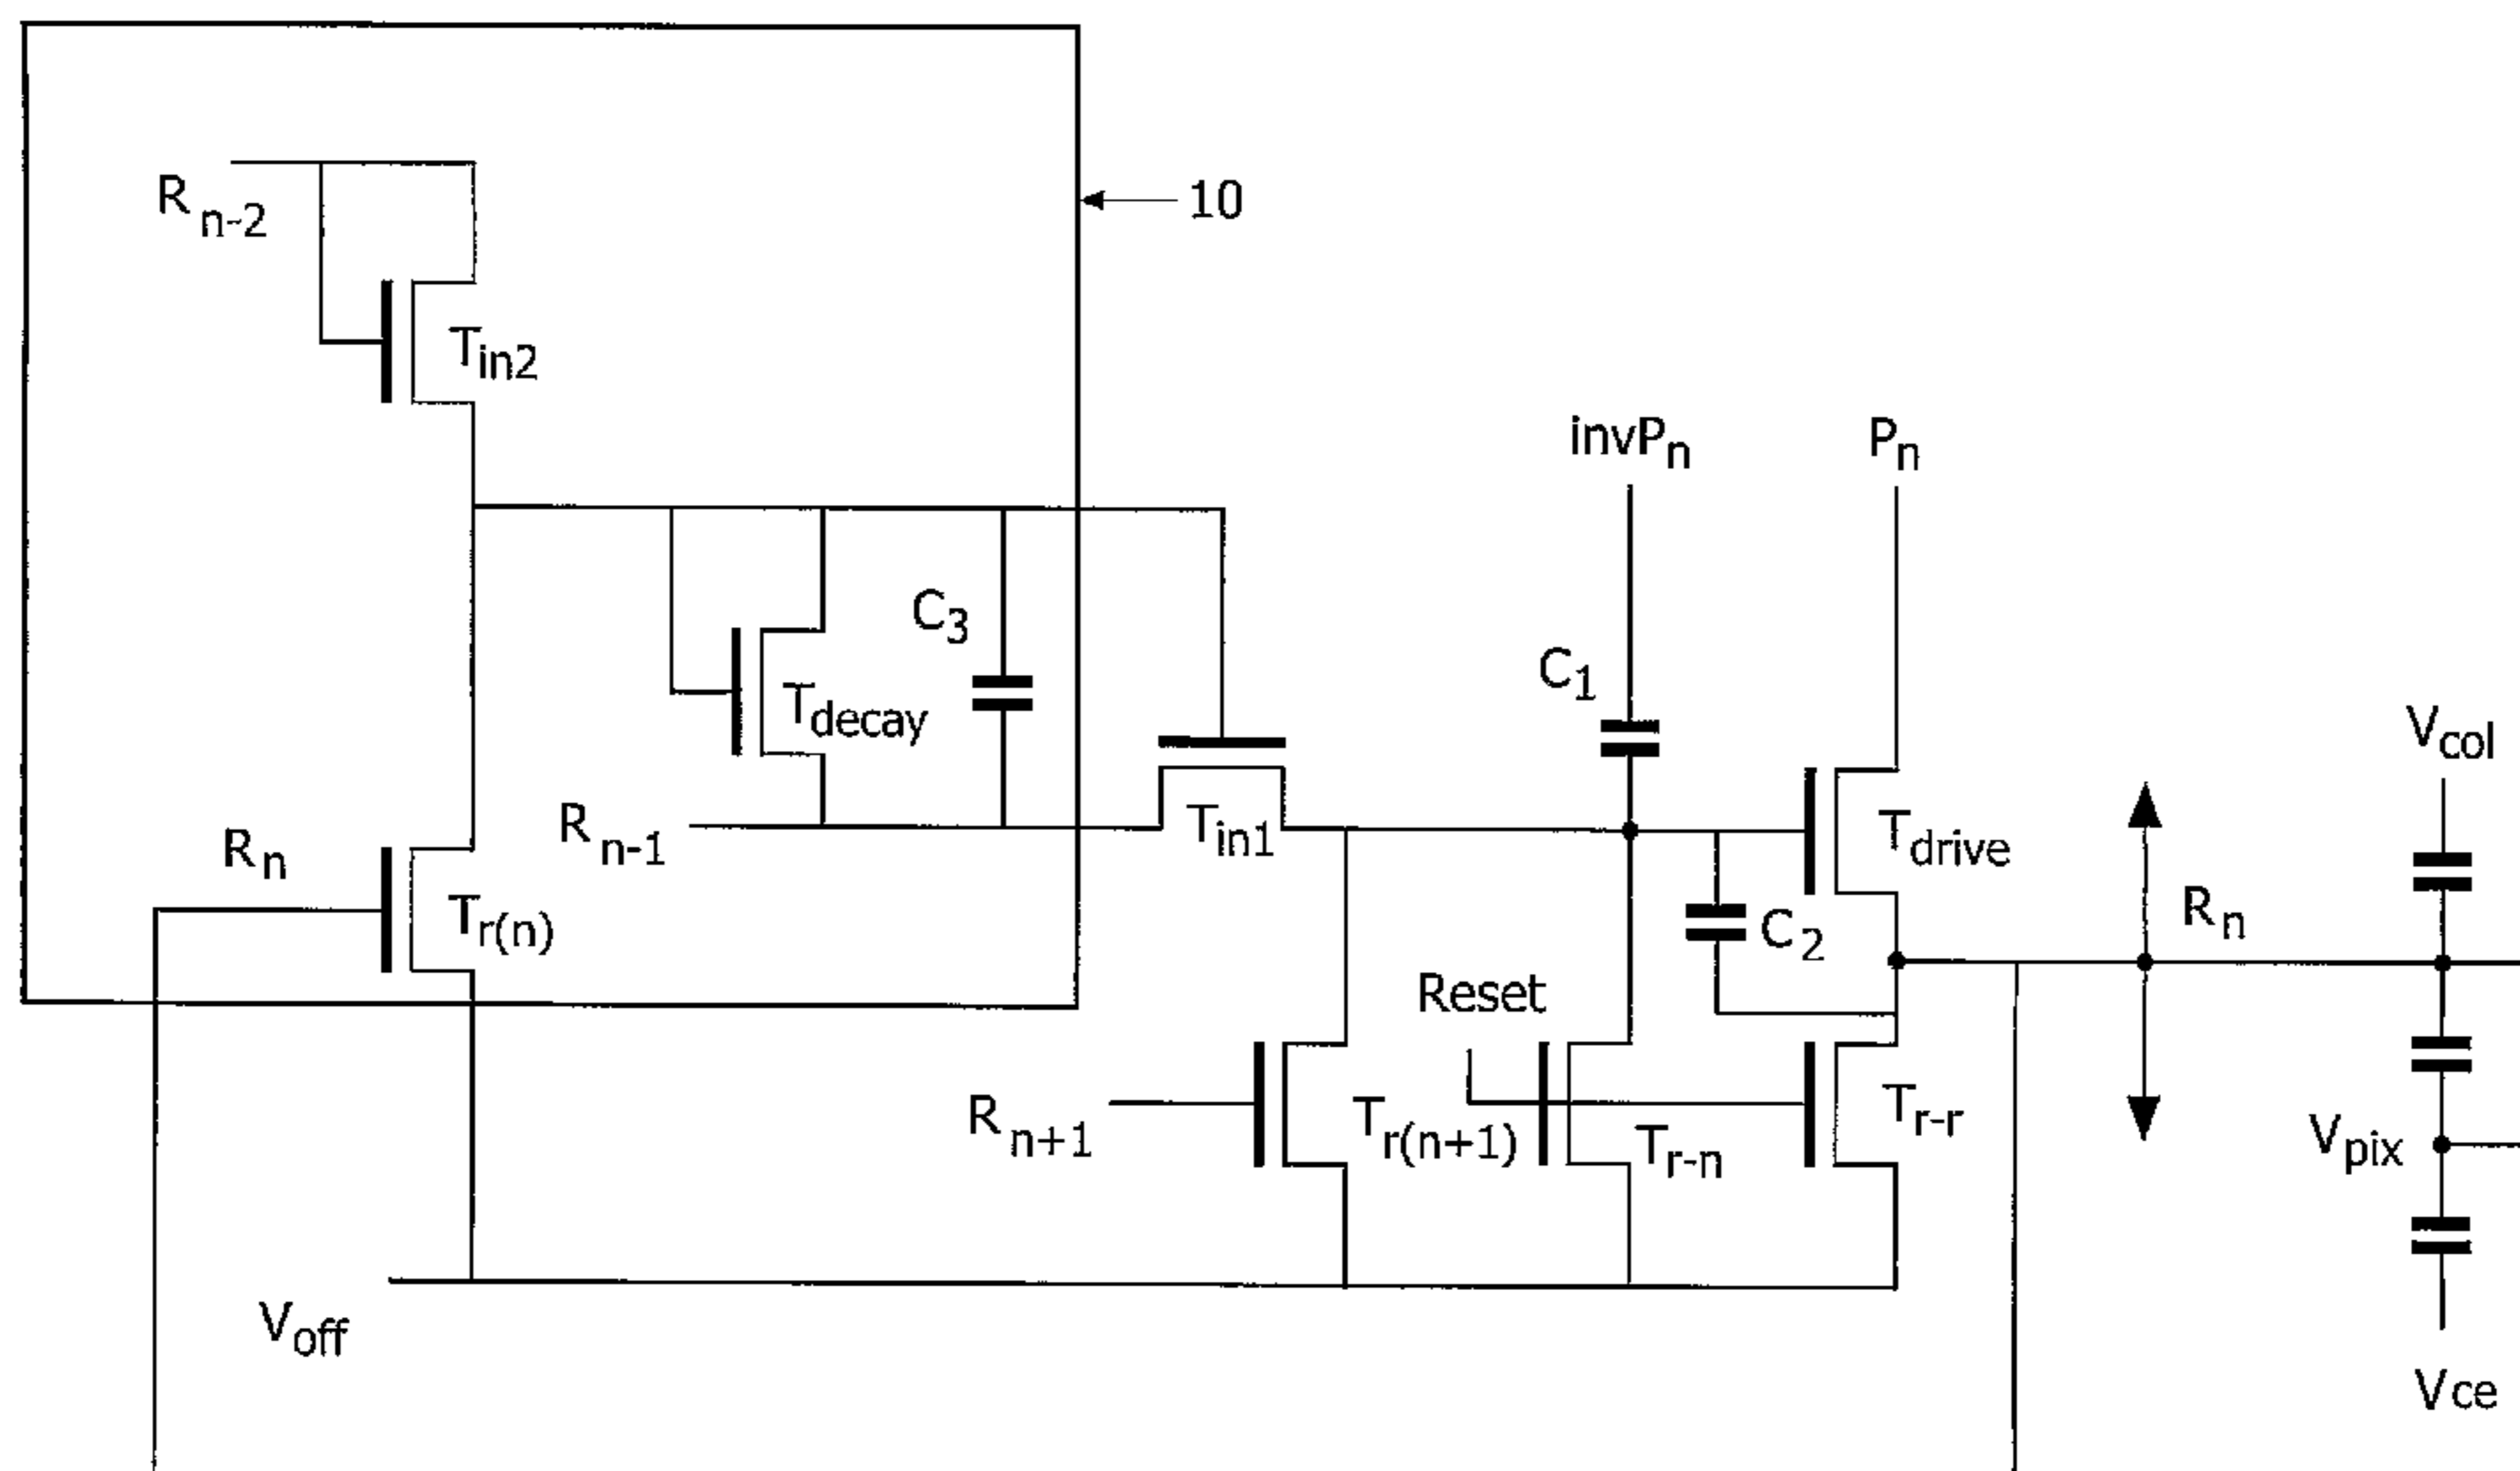 R n-2
10
T in2
invP n
P n
C 3
C 1
T decay
V col
R n
R n-1
T in1
T drive
T r(n)
C 2
R n
Reset
R n+1
T r(n+1)
T r-n
T r-r
V pix
V off
Vce